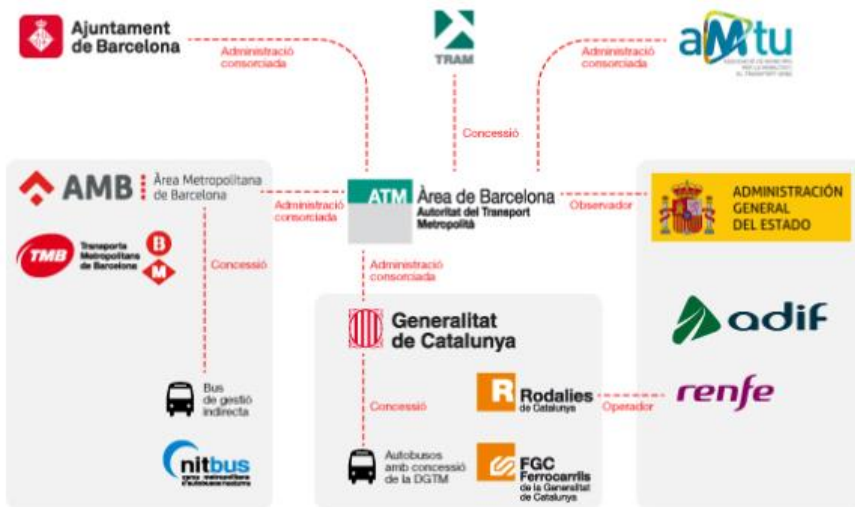 Ajuntament
de Barcelona
Administració
consorciada
TRAM
Concessió
Administració
consorciada
aMtu
AMB
Àrea Metropolitana
de Barcelona
Administració
consorciada
ATM
Àrea de Barcelona
Autoritat del Transport
Metropolità
Observador
ADMINISTRACIÓN
GENERAL
DEL ESTADO
TMB
Transports
Metropolitans
de Barcelona
B
M
Concessió
Administració
consorciada
Generalitat
de Catalunya
adif
Bus
de gestió
indirecta
Concessió
R
Rodalies
de Catalunya
Operador
renfe
nitbus
Autobusos
amb concessió
de la DGTM
FGC
Ferrocarrils
de la Generalitat
de Catalunya